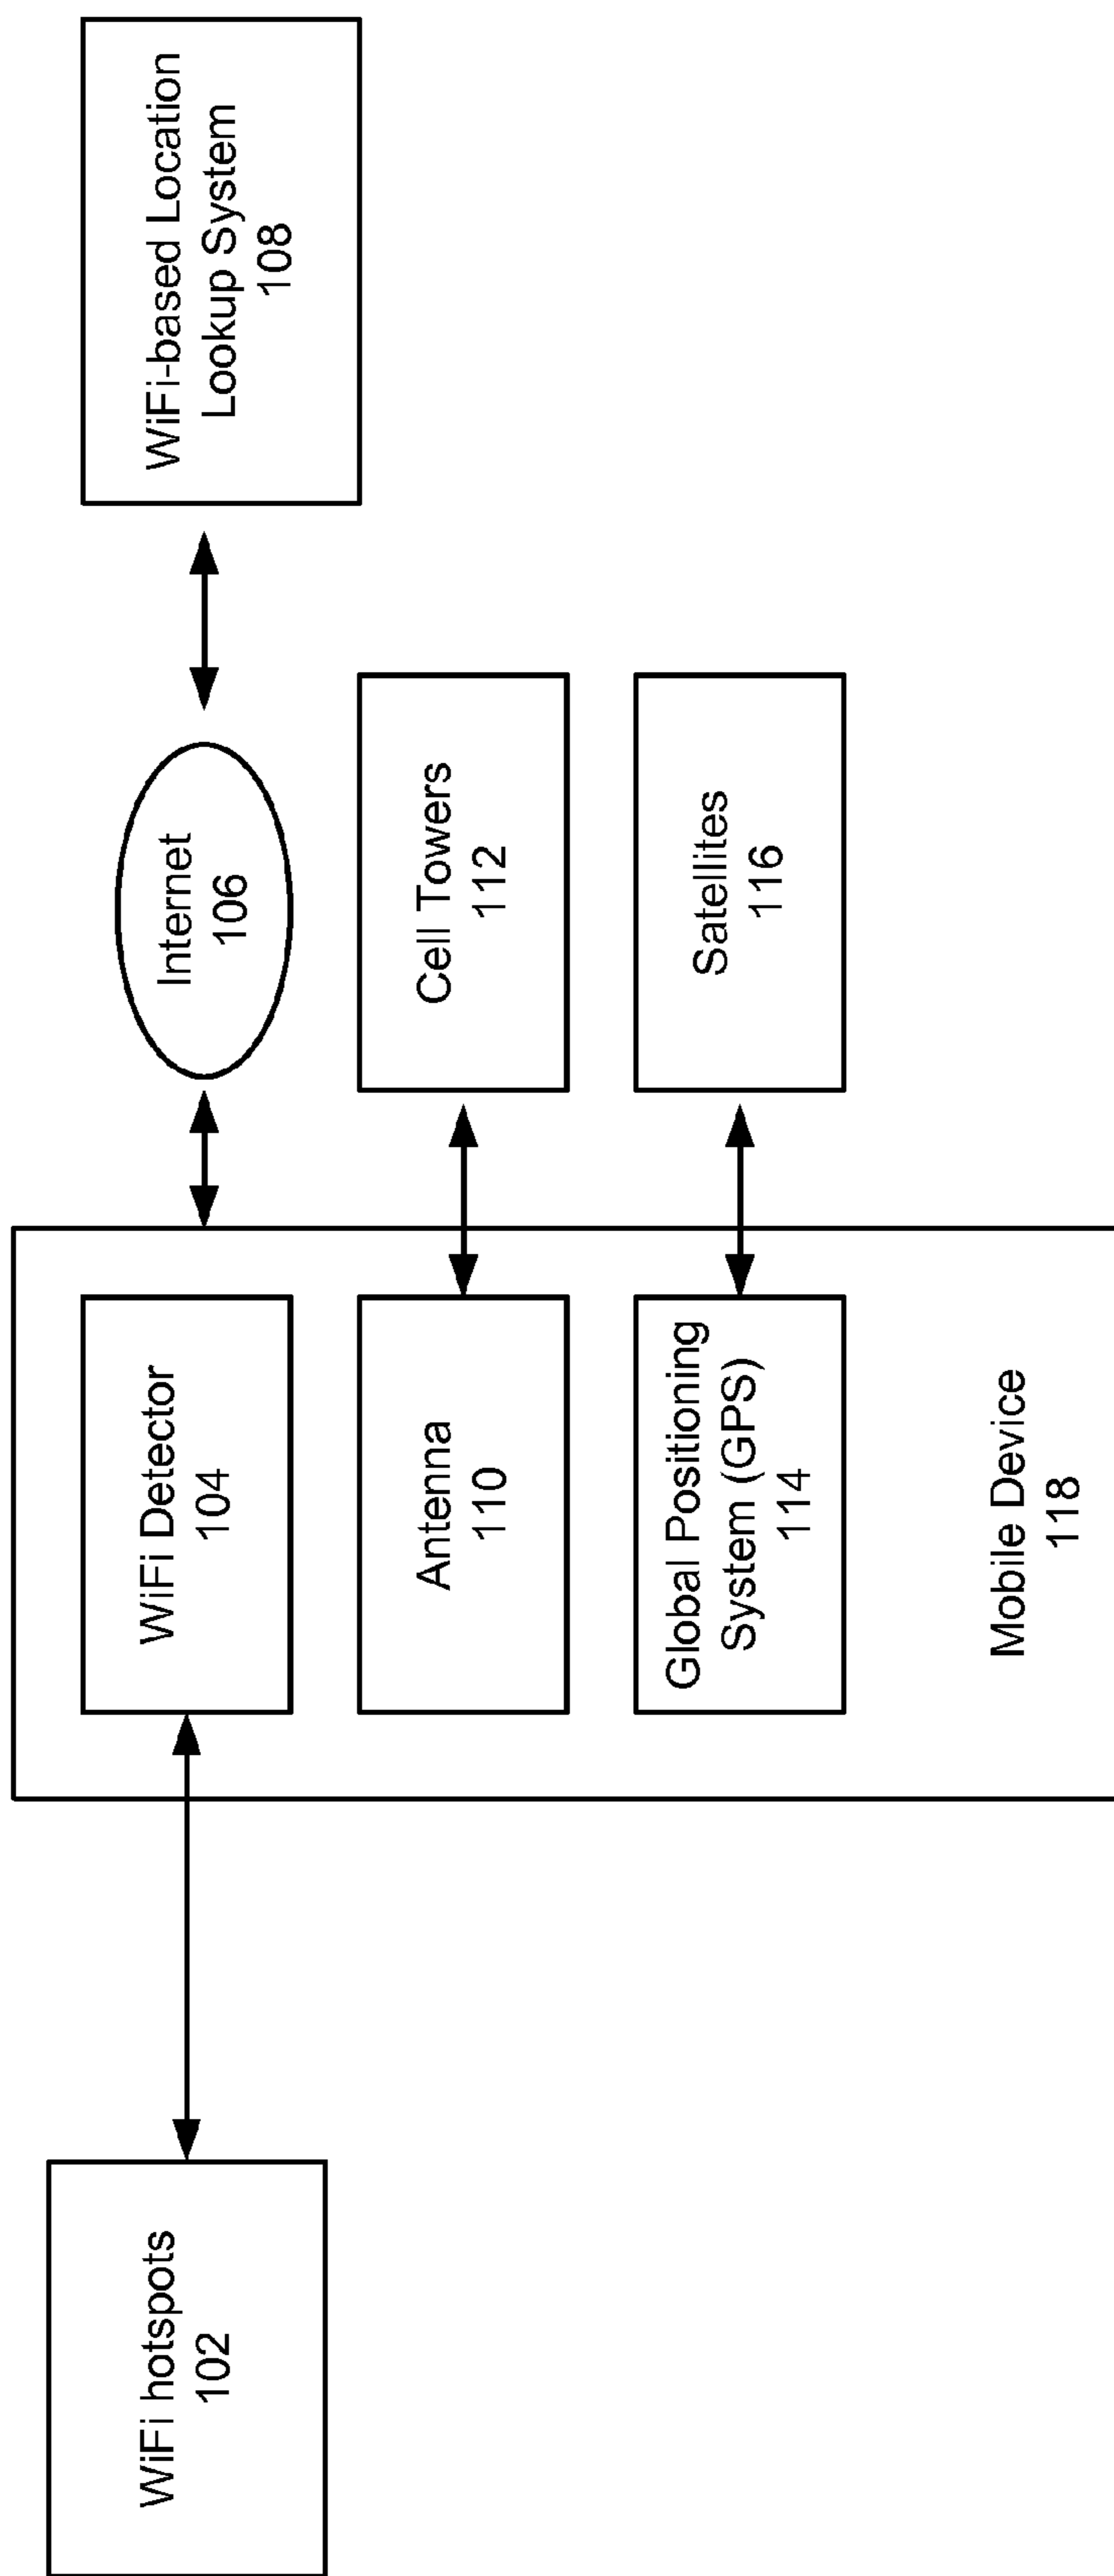 WiFi hotspots
102
WiFi Detector
104
Antenna
110
Global Positioning
System (GPS)
114
Mobile Device
118
Internet
106
Cell Towers
112
Satellites
116
WiFi-based Location
Lookup System
108